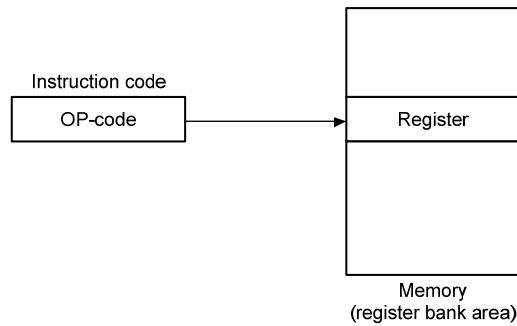 Instruction code
OP-code
Register
Memory
(register bank area)